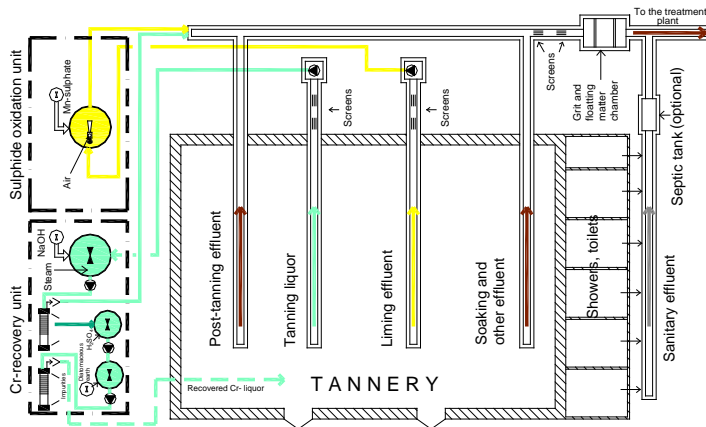 To the treatment
plant
Sulphide oxidation unit
Mn-sulphate
Air
Screens
Screens
Screens
Grit and
floating
matter
chamber
Septic tank (optional)
Cr-recovery unit
NaOH
Steam
H2SO4
Diatomaceous
earth
Impurities
Post-tanning effluent
Tanning liquor
Liming effluent
Soaking and
other effluent
Showers, toilets
Sanitary effluent
Recovered Cr- liquor
TANNERY